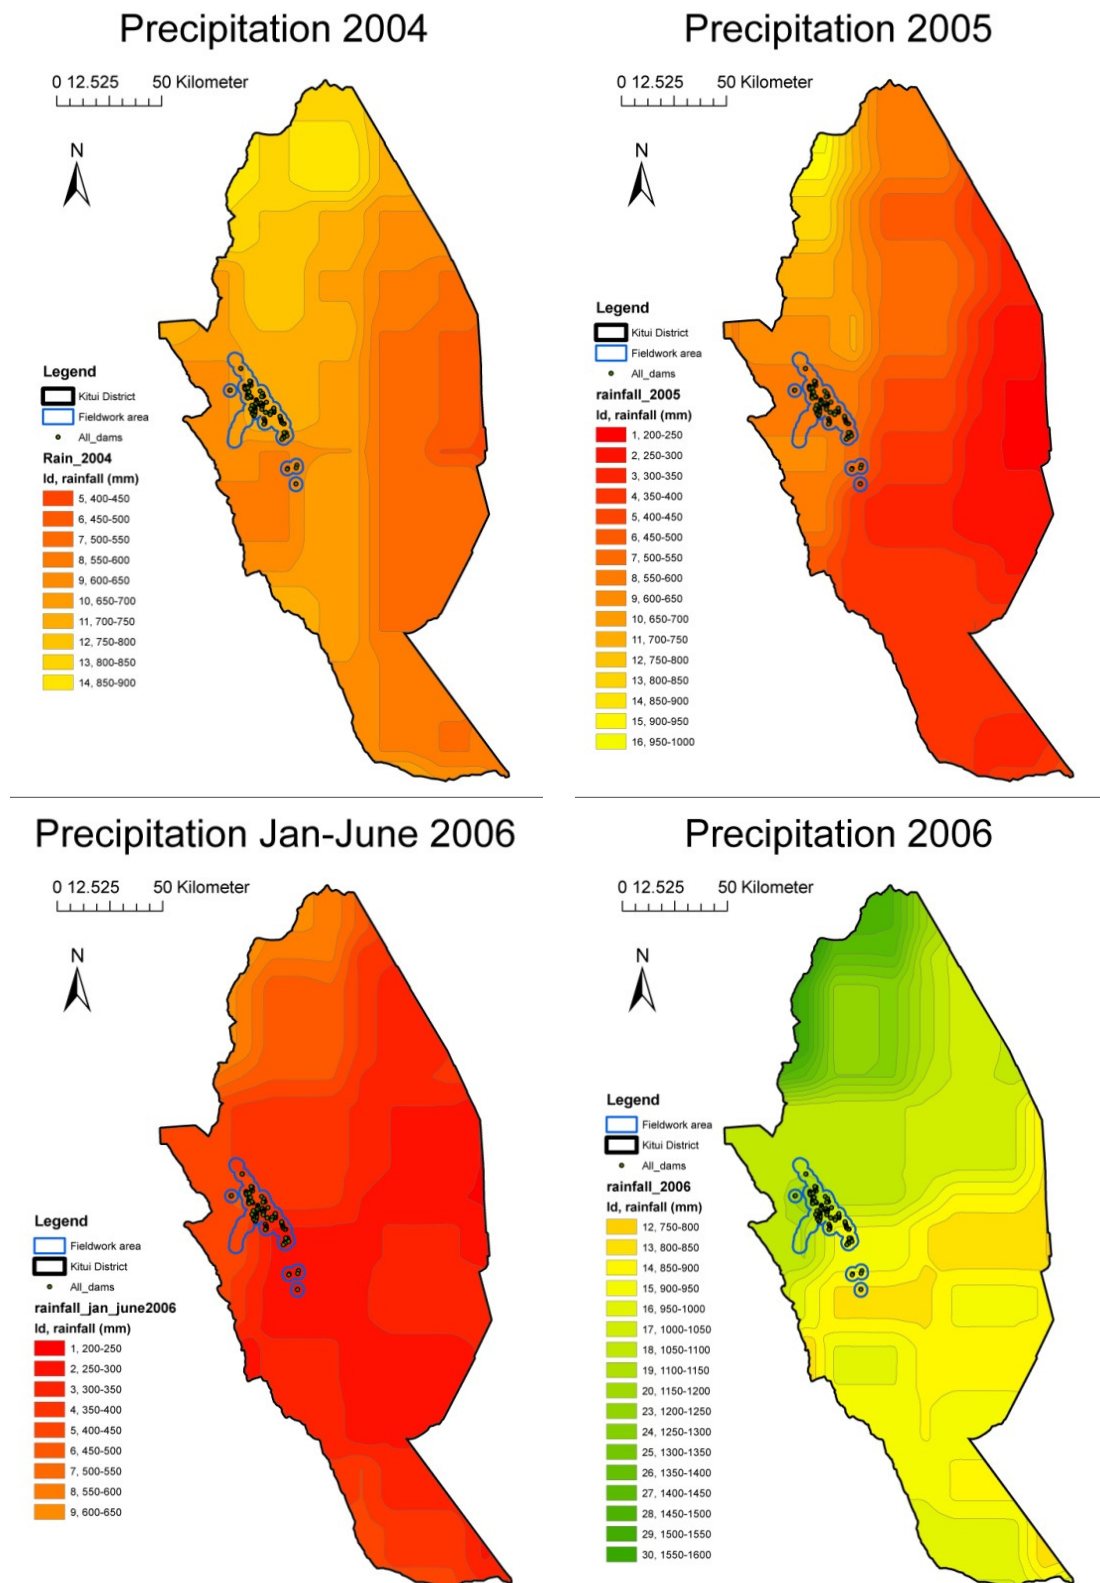 Precipitation 2004
0 12.525 50 Kilometer
N
Legend
Kitui District
Fieldwork area
All_dams
Rain_2004
Id, rainfall (mm)
5, 400-450
6, 450-500
7, 500-550
8, 550-600
9, 600-650
10, 650-700
11, 700-750
12, 750-800
13, 800-850
14, 850-900
Precipitation 2005
0 12.525 50 Kilometer
N
Legend
Kitui District
Fieldwork area
All_dams
rainfall_2005
Id, rainfall (mm)
1, 200-250
2, 250-300
3, 300-350
4, 350-400
5, 400-450
6, 450-500
7, 500-550
8, 550-600
9, 600-650
10, 650-700
11, 700-750
12, 750-800
13, 800-850
14, 850-900
15, 900-950
16, 950-1000
Precipitation Jan-June 2006
0 12.525 50 Kilometer
N
Legend
Fieldwork area
Kitui District
All_dams
rainfall_jan_june2006
Id, rainfall (mm)
1, 200-250
2, 250-300
3, 300-350
4, 350-400
5, 400-450
6, 450-500
7, 500-550
8, 550-600
9, 600-650
Precipitation 2006
0 12.525 50 Kilometer
N
Legend
Fieldwork area
Kitui District
All_dams
rainfall_2006
Id, rainfall (mm)
12, 750-800
13, 800-850
14, 850-900
15, 900-950
16, 950-1000
17, 1000-1050
18, 1050-1100
19, 1100-1150
20, 1150-1200
23, 1200-1250
24, 1250-1300
25, 1300-1350
26, 1350-1400
27, 1400-1450
28, 1450-1500
29, 1500-1550
30, 1550-1600